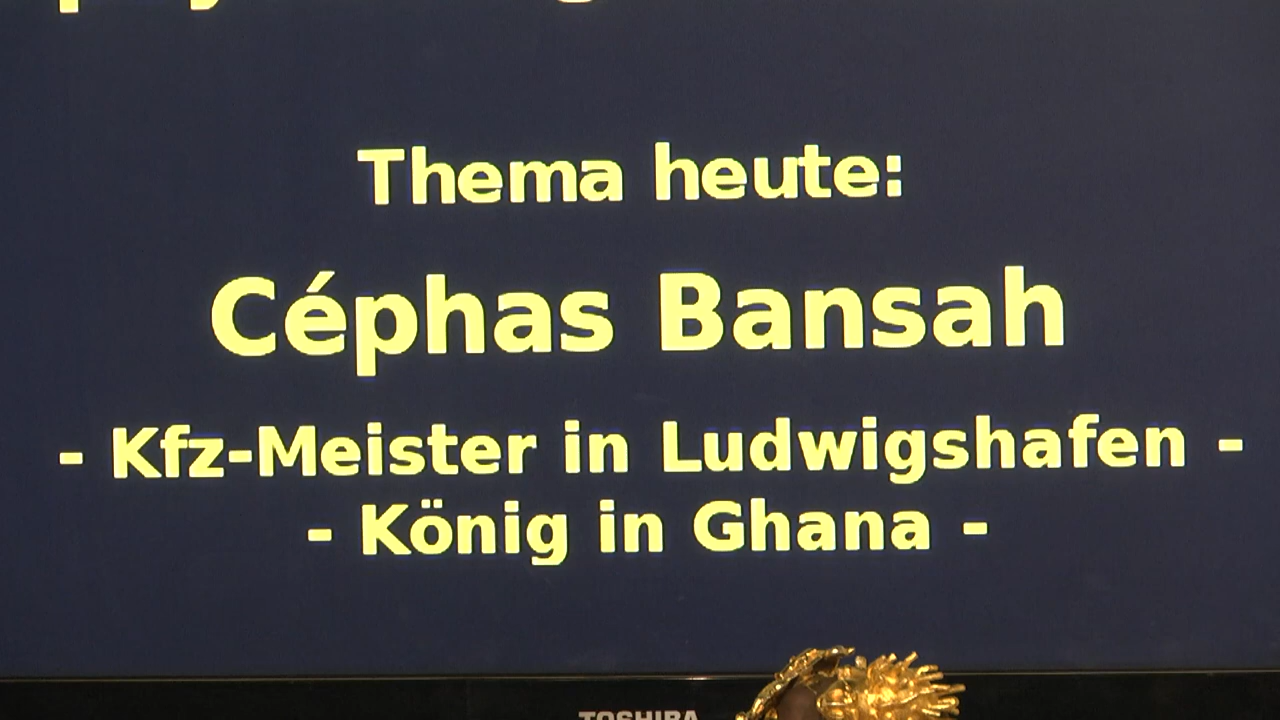 Thema heute:
Céphas Bansah
- Kfz-Meister in Ludwigshafen -
- König in Ghana -
TOSHIBA